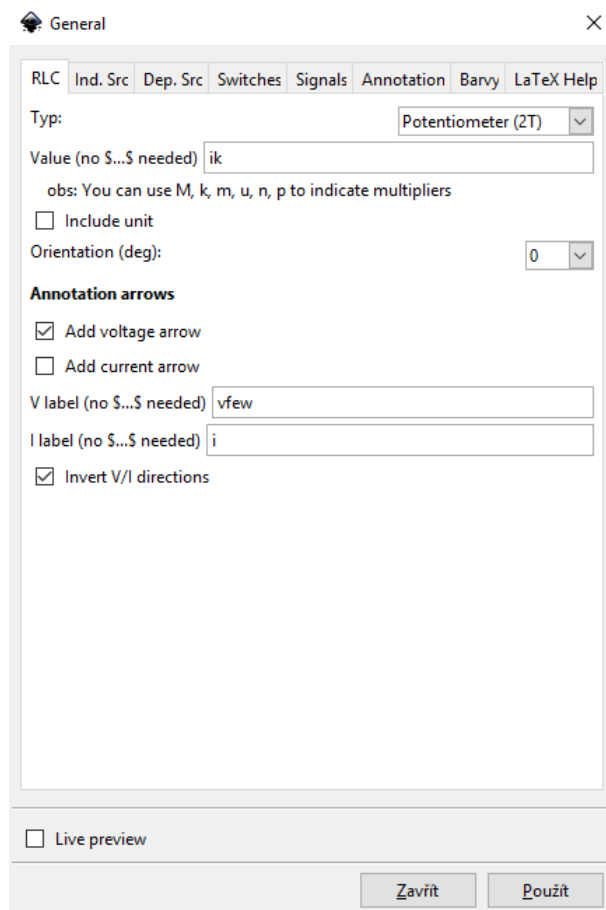 General
RLC Ind. Src Dep. Src Switches Signals Annotation Barvy LaTeX Help
Typ: Potentiometer (2T)
Value (no $...$ needed) ik
obs: You can use M, k, m, u, n, p to indicate multipliers
Include unit
Orientation (deg): 0
Annotation arrows
Add voltage arrow
Add current arrow
V label (no $...$ needed) vfew
I label (no $...$ needed) i
Invert V/I directions
Live preview
Zavřít Použít